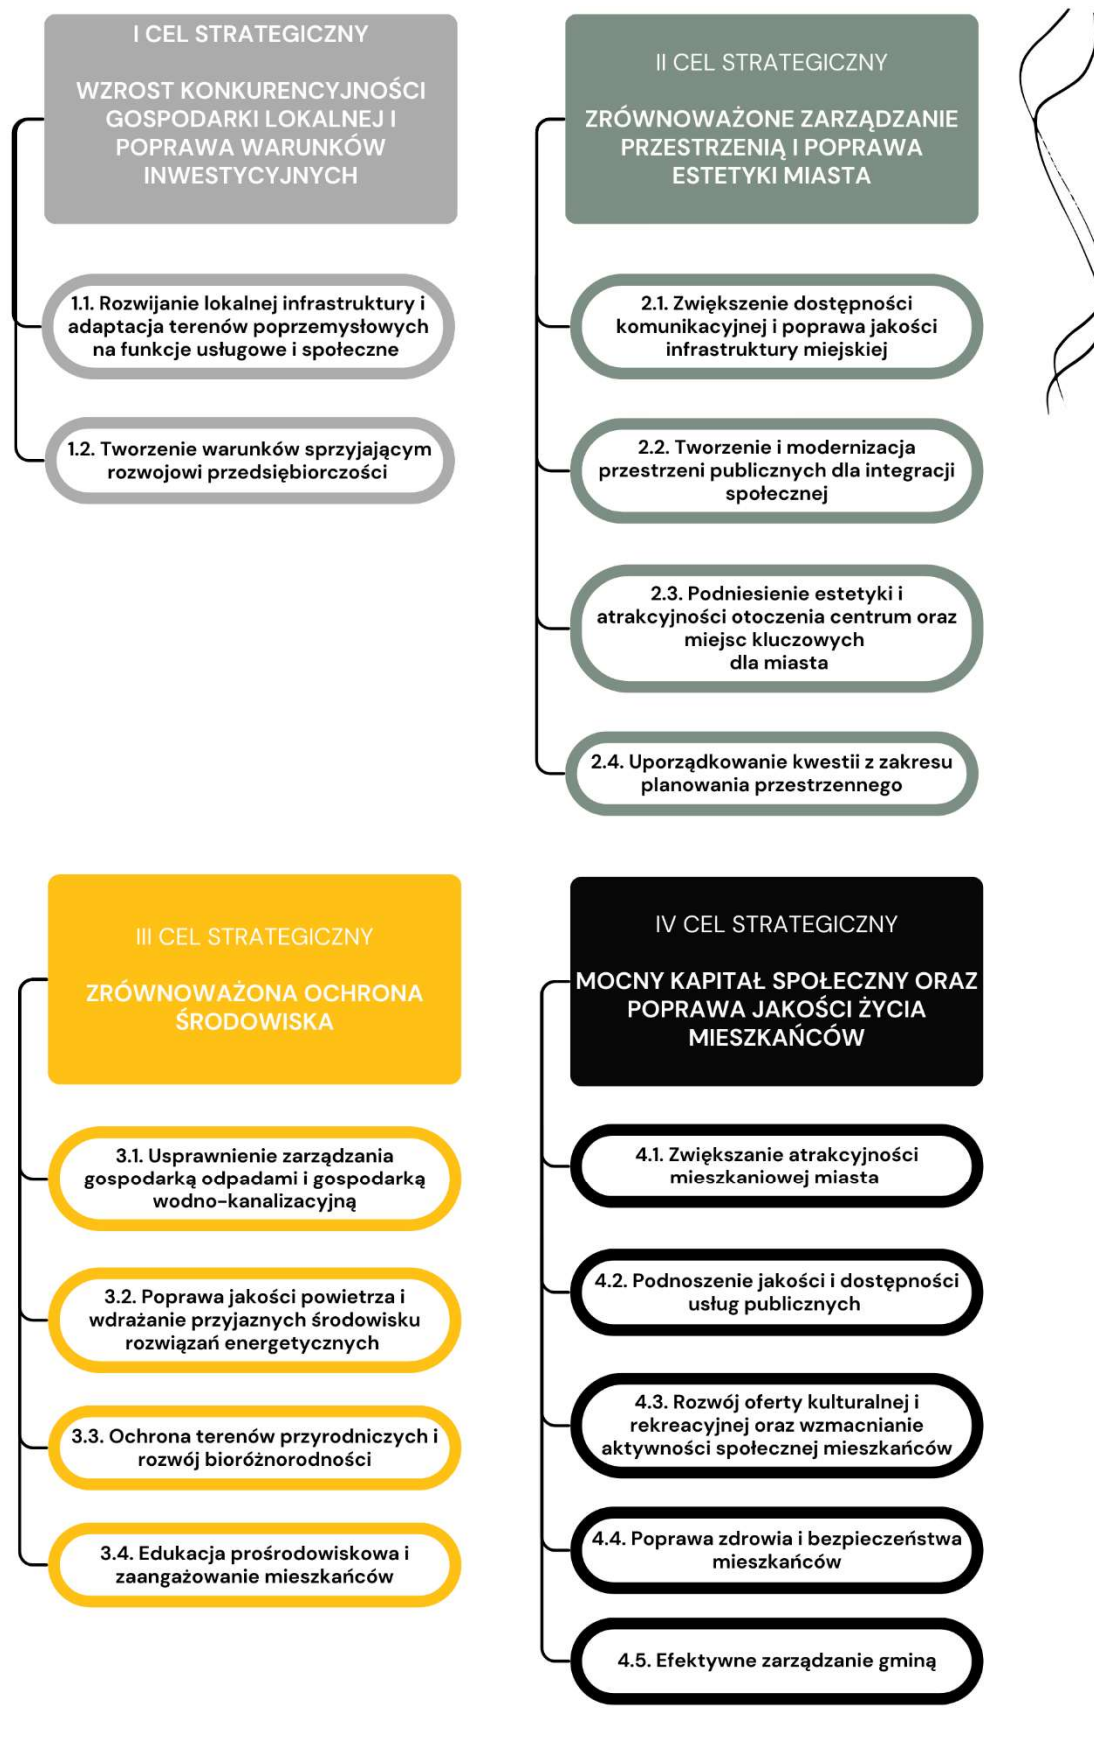 I CEL STRATEGICZNY
WZROST KONKURENCYJNOŚCI
GOSPODARKI LOKALNEJ I
POPRAWA WARUNKÓW
INWESTYCYJNYCH
1.1. Rozwijanie lokalnej infrastruktury i
adaptacja terenów poprzemysłowych
na funkcje usługowe i społeczne
1.2. Tworzenie warunków sprzyjającym
rozwojowi przedsiębiorczości
II CEL STRATEGICZNY
ZRÓWNOWAŻONE ZARZĄDZANIE
PRZESTRZENIĄ I POPRAWA
ESTETYKI MIASTA
2.1. Zwiększenie dostępności
komunikacyjnej i poprawa jakości
infrastruktury miejskiej
2.2. Tworzenie i modernizacja
przestrzeni publicznych dla integracji
społecznej
2.3. Podniesienie estetyki i
atrakcyjności otoczenia centrum oraz
miejsc kluczowych
dla miasta
2.4. Uporządkowanie kwestii z zakresu
planowania przestrzennego
III CEL STRATEGICZNY
ZRÓWNOWAŻONA OCHRONA
ŚRODOWISKA
3.1. Usprawnienie zarządzania
gospodarką odpadami i gospodarką
wodno-kanalizacyjną
3.2. Poprawa jakości powietrza i
wdrażanie przyjaznych środowisku
rozwiązań energetycznych
3.3. Ochrona terenów przyrodniczych i
rozwój bioróżnorodności
3.4. Edukacja prośrodowiskowa i
zaangażowanie mieszkańców
IV CEL STRATEGICZNY
MOCNY KAPITAŁ SPOŁECZNY ORAZ
POPRAWA JAKOŚCI ŻYCIA
MIESZKAŃCÓW
4.1. Zwiększanie atrakcyjności
mieszkaniowej miasta
4.2. Podnoszenie jakości i dostępności
usług publicznych
4.3. Rozwój oferty kulturalnej i
rekreacyjnej oraz wzmacnianie
aktywności społecznej mieszkańców
4.4. Poprawa zdrowia i bezpieczeństwa
mieszkańców
4.5. Efektywne zarządzanie gminą